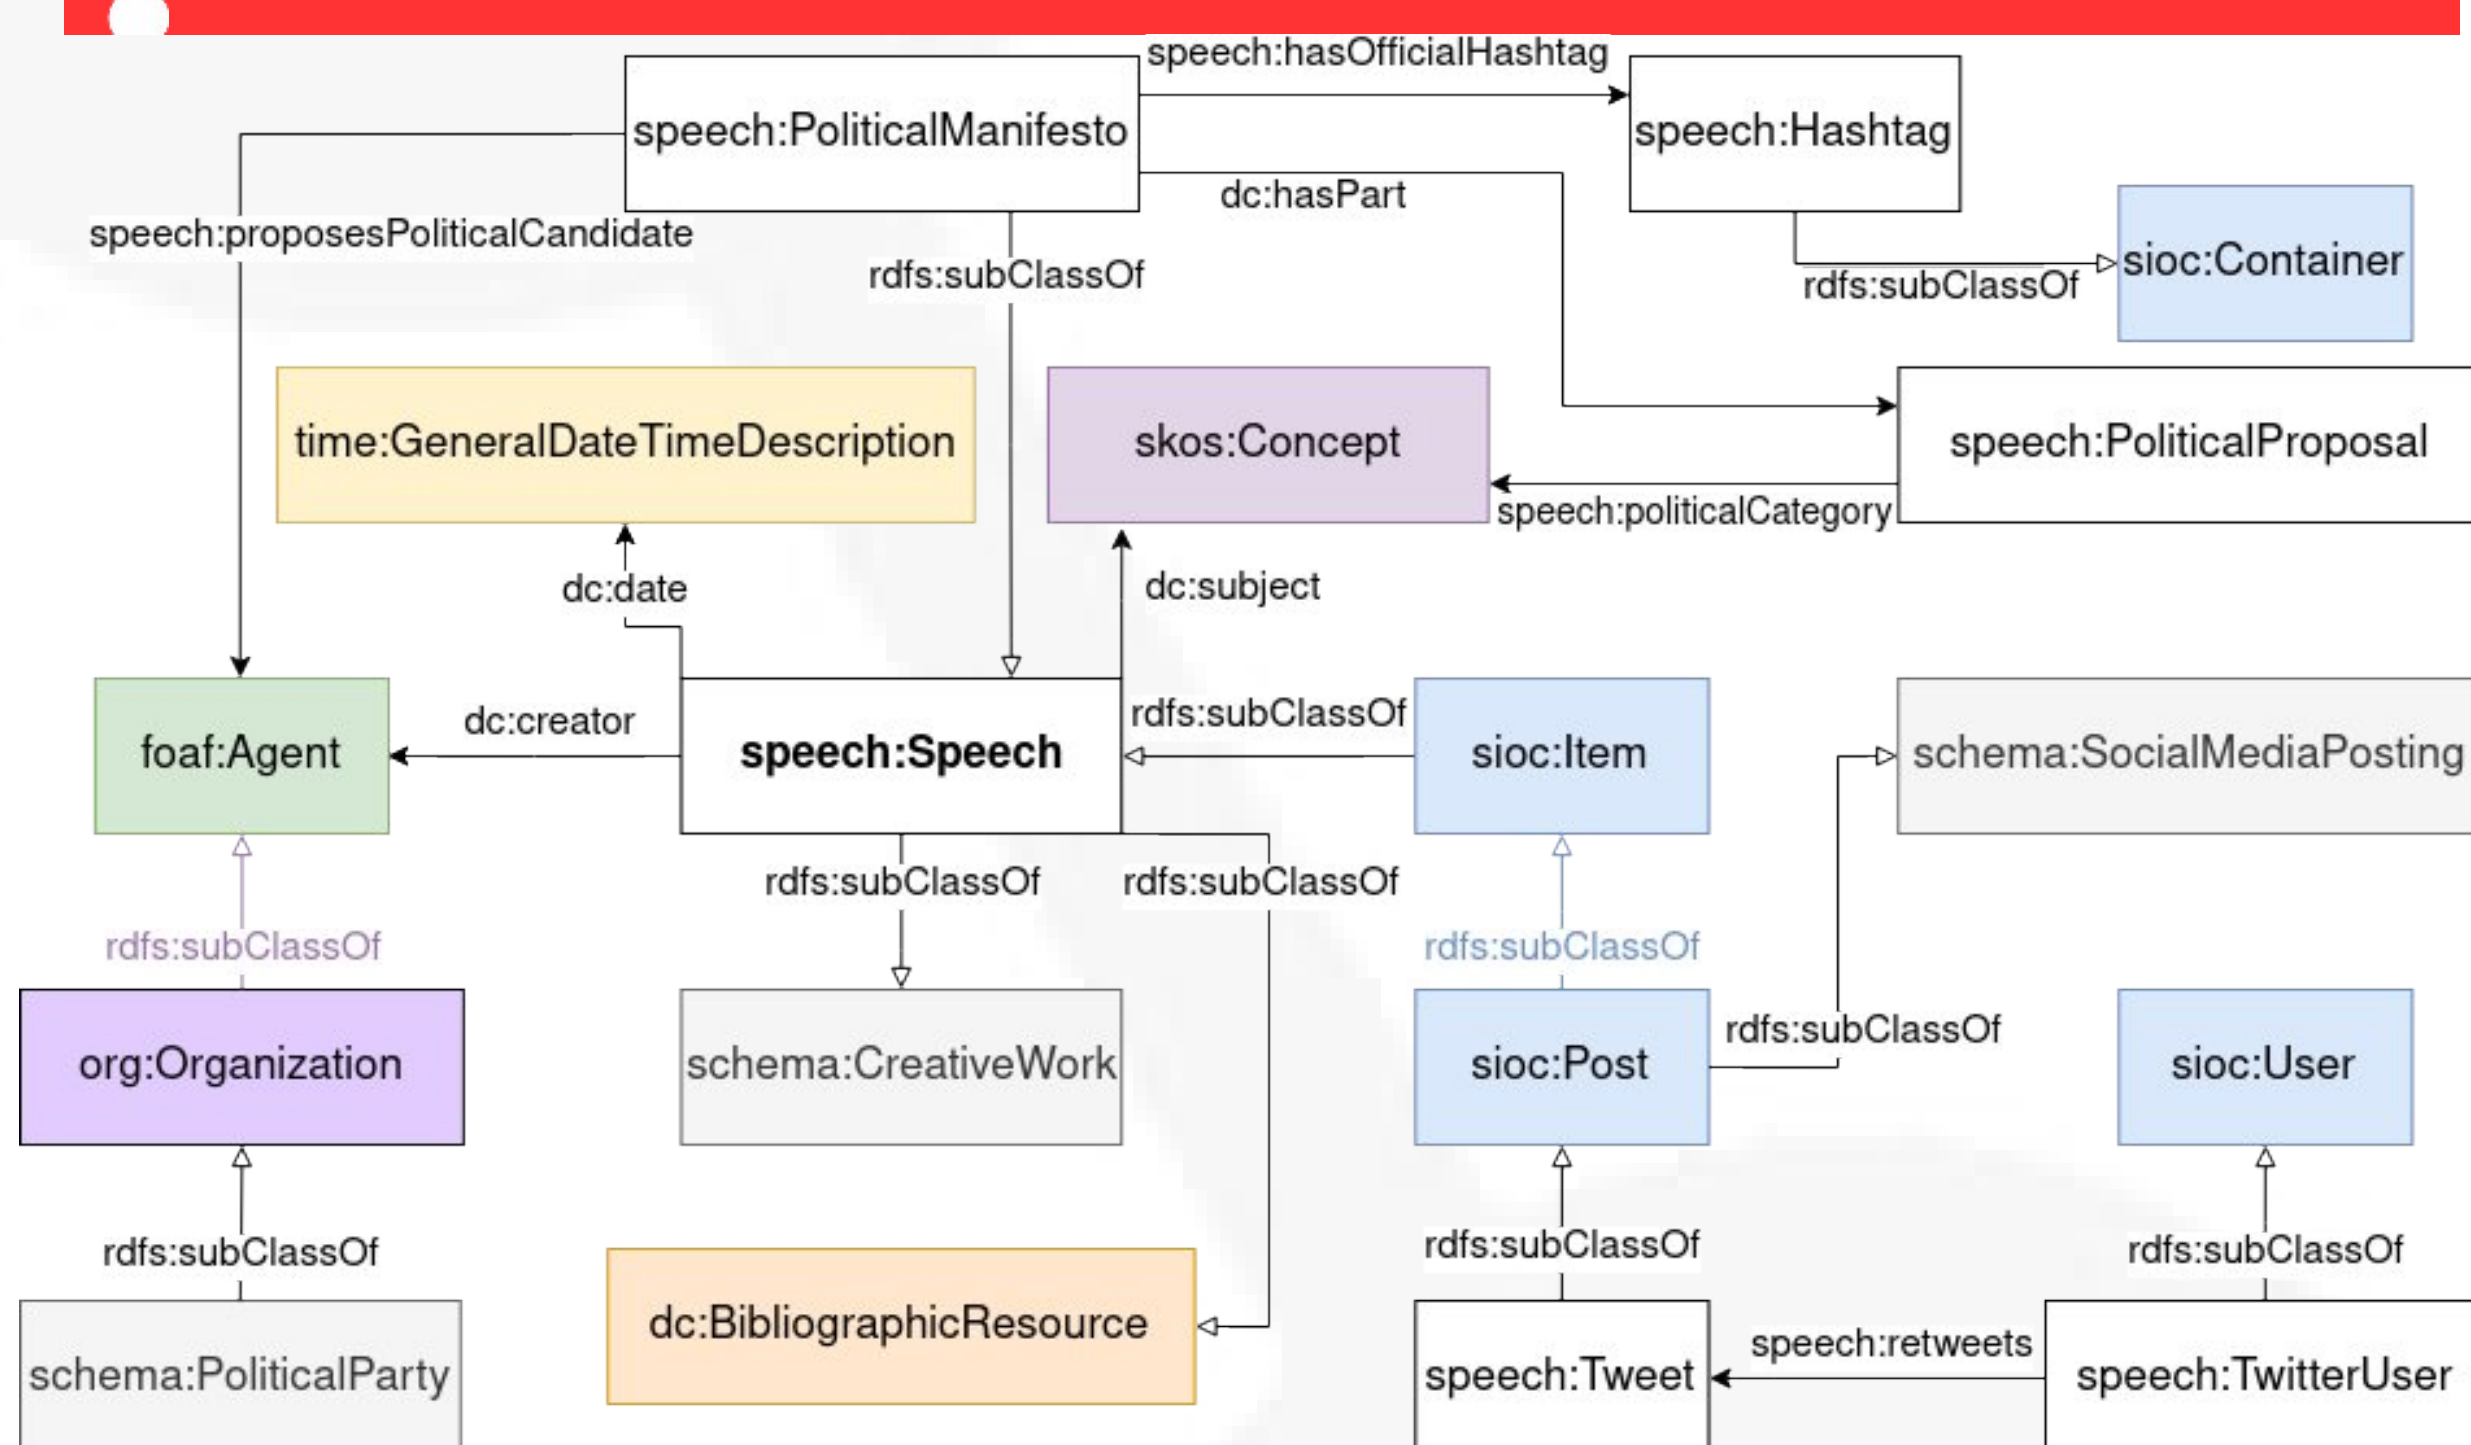 speech:hasOfficialHashtag
speech:PoliticalManifesto
speech:Hashtag
dc:hasPart
speech:proposesPoliticalCandidate
rdfs:subClassOf
sioc:Container
rdfs:subClassOf
time:GeneralDateTimeDescription
skos:Concept
speech:PoliticalProposal
speech:politicalCategory
dc:date
dc:subject
foaf:Agent
dc:creator
speech:Speech
rdfs:subClassOf
sioc:Item
schema:SocialMediaPosting
rdfs:subClassOf
rdfs:subClassOf
rdfs:subClassOf
rdfs:subClassOf
rdfs:subClassOf
org:Organization
schema:CreativeWork
sioc:Post
sioc:User
rdfs:subClassOf
rdfs:subClassOf
rdfs:subClassOf
dc:BibliographicResource
speech:retweets
schema:PoliticalParty
speech:Tweet
speech:TwitterUser